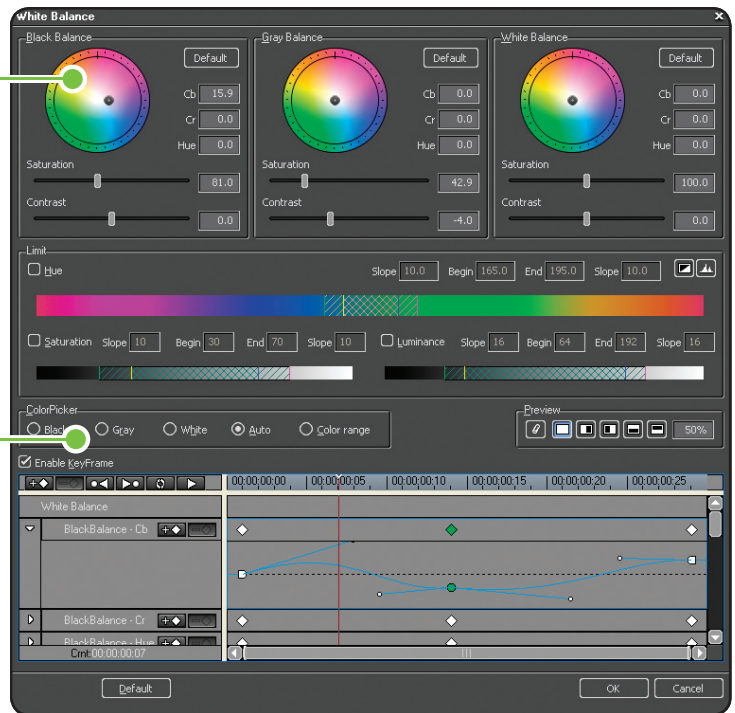 White Balance
Black Balance
Default
Cb 15.9
Cr 0.0
Hue 0.0
Saturation
81.0
Contrast
0.0
Gray Balance
Default
Cb 0.0
Cr 0.0
Hue 0.0
Saturation
42.9
Contrast
-4.0
White Balance
Default
Cb 0.0
Cr 0.0
Hue 0.0
Saturation
100.0
Contrast
0.0
Limit
Hue Slope 10.0 Begin 165.0 End 195.0 Slope 10.0
Saturation Slope 10 Begin 30 End 70 Slope 10
Luminance Slope 16 Begin 64 End 192 Slope 16
ColorPicker
Gray White Auto Color range
Preview
50%
Enable KeyFrame
00:00:00:00 00:00:00:05 00:00:00:10 00:00:00:15 00:00:00:20 00:00:00:25
White Balance
BlackBalance - Cb
BlackBalance - Cr
BlackBalance - Hue
Crnt 00:00:00:07
Default OK Cancel